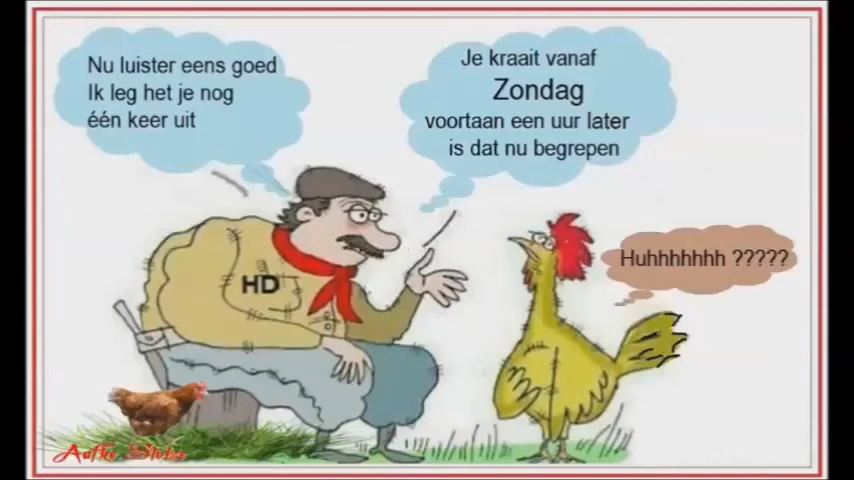 Nu luister eens goed
Ik leg het je nog
één keer uit
Je kraait vanaf
Zondag
voortaan een uur later
is dat nu begrepen
Huhhhhhhh ?????
HD